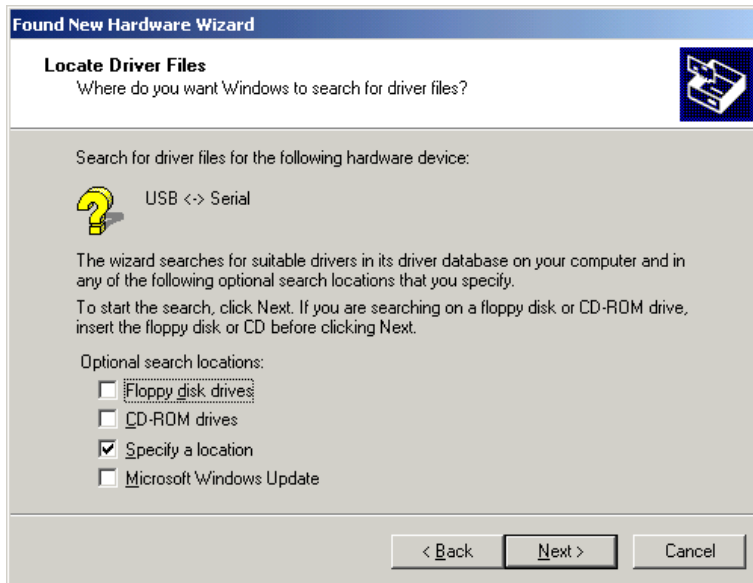 Found New Hardware Wizard
Locate Driver Files
Where do you want Windows to search for driver files?
Search for driver files for the following hardware device:
USB <-> Serial
The wizard searches for suitable drivers in its driver database on your computer and in
any of the following optional search locations that you specify.
To start the search, click Next. If you are searching on a floppy disk or CD-ROM drive,
insert the floppy disk or CD before clicking Next.
Optional search locations:
Floppy disk drives
CD-ROM drives
Specify a location
Microsoft Windows Update
< Back Next > Cancel